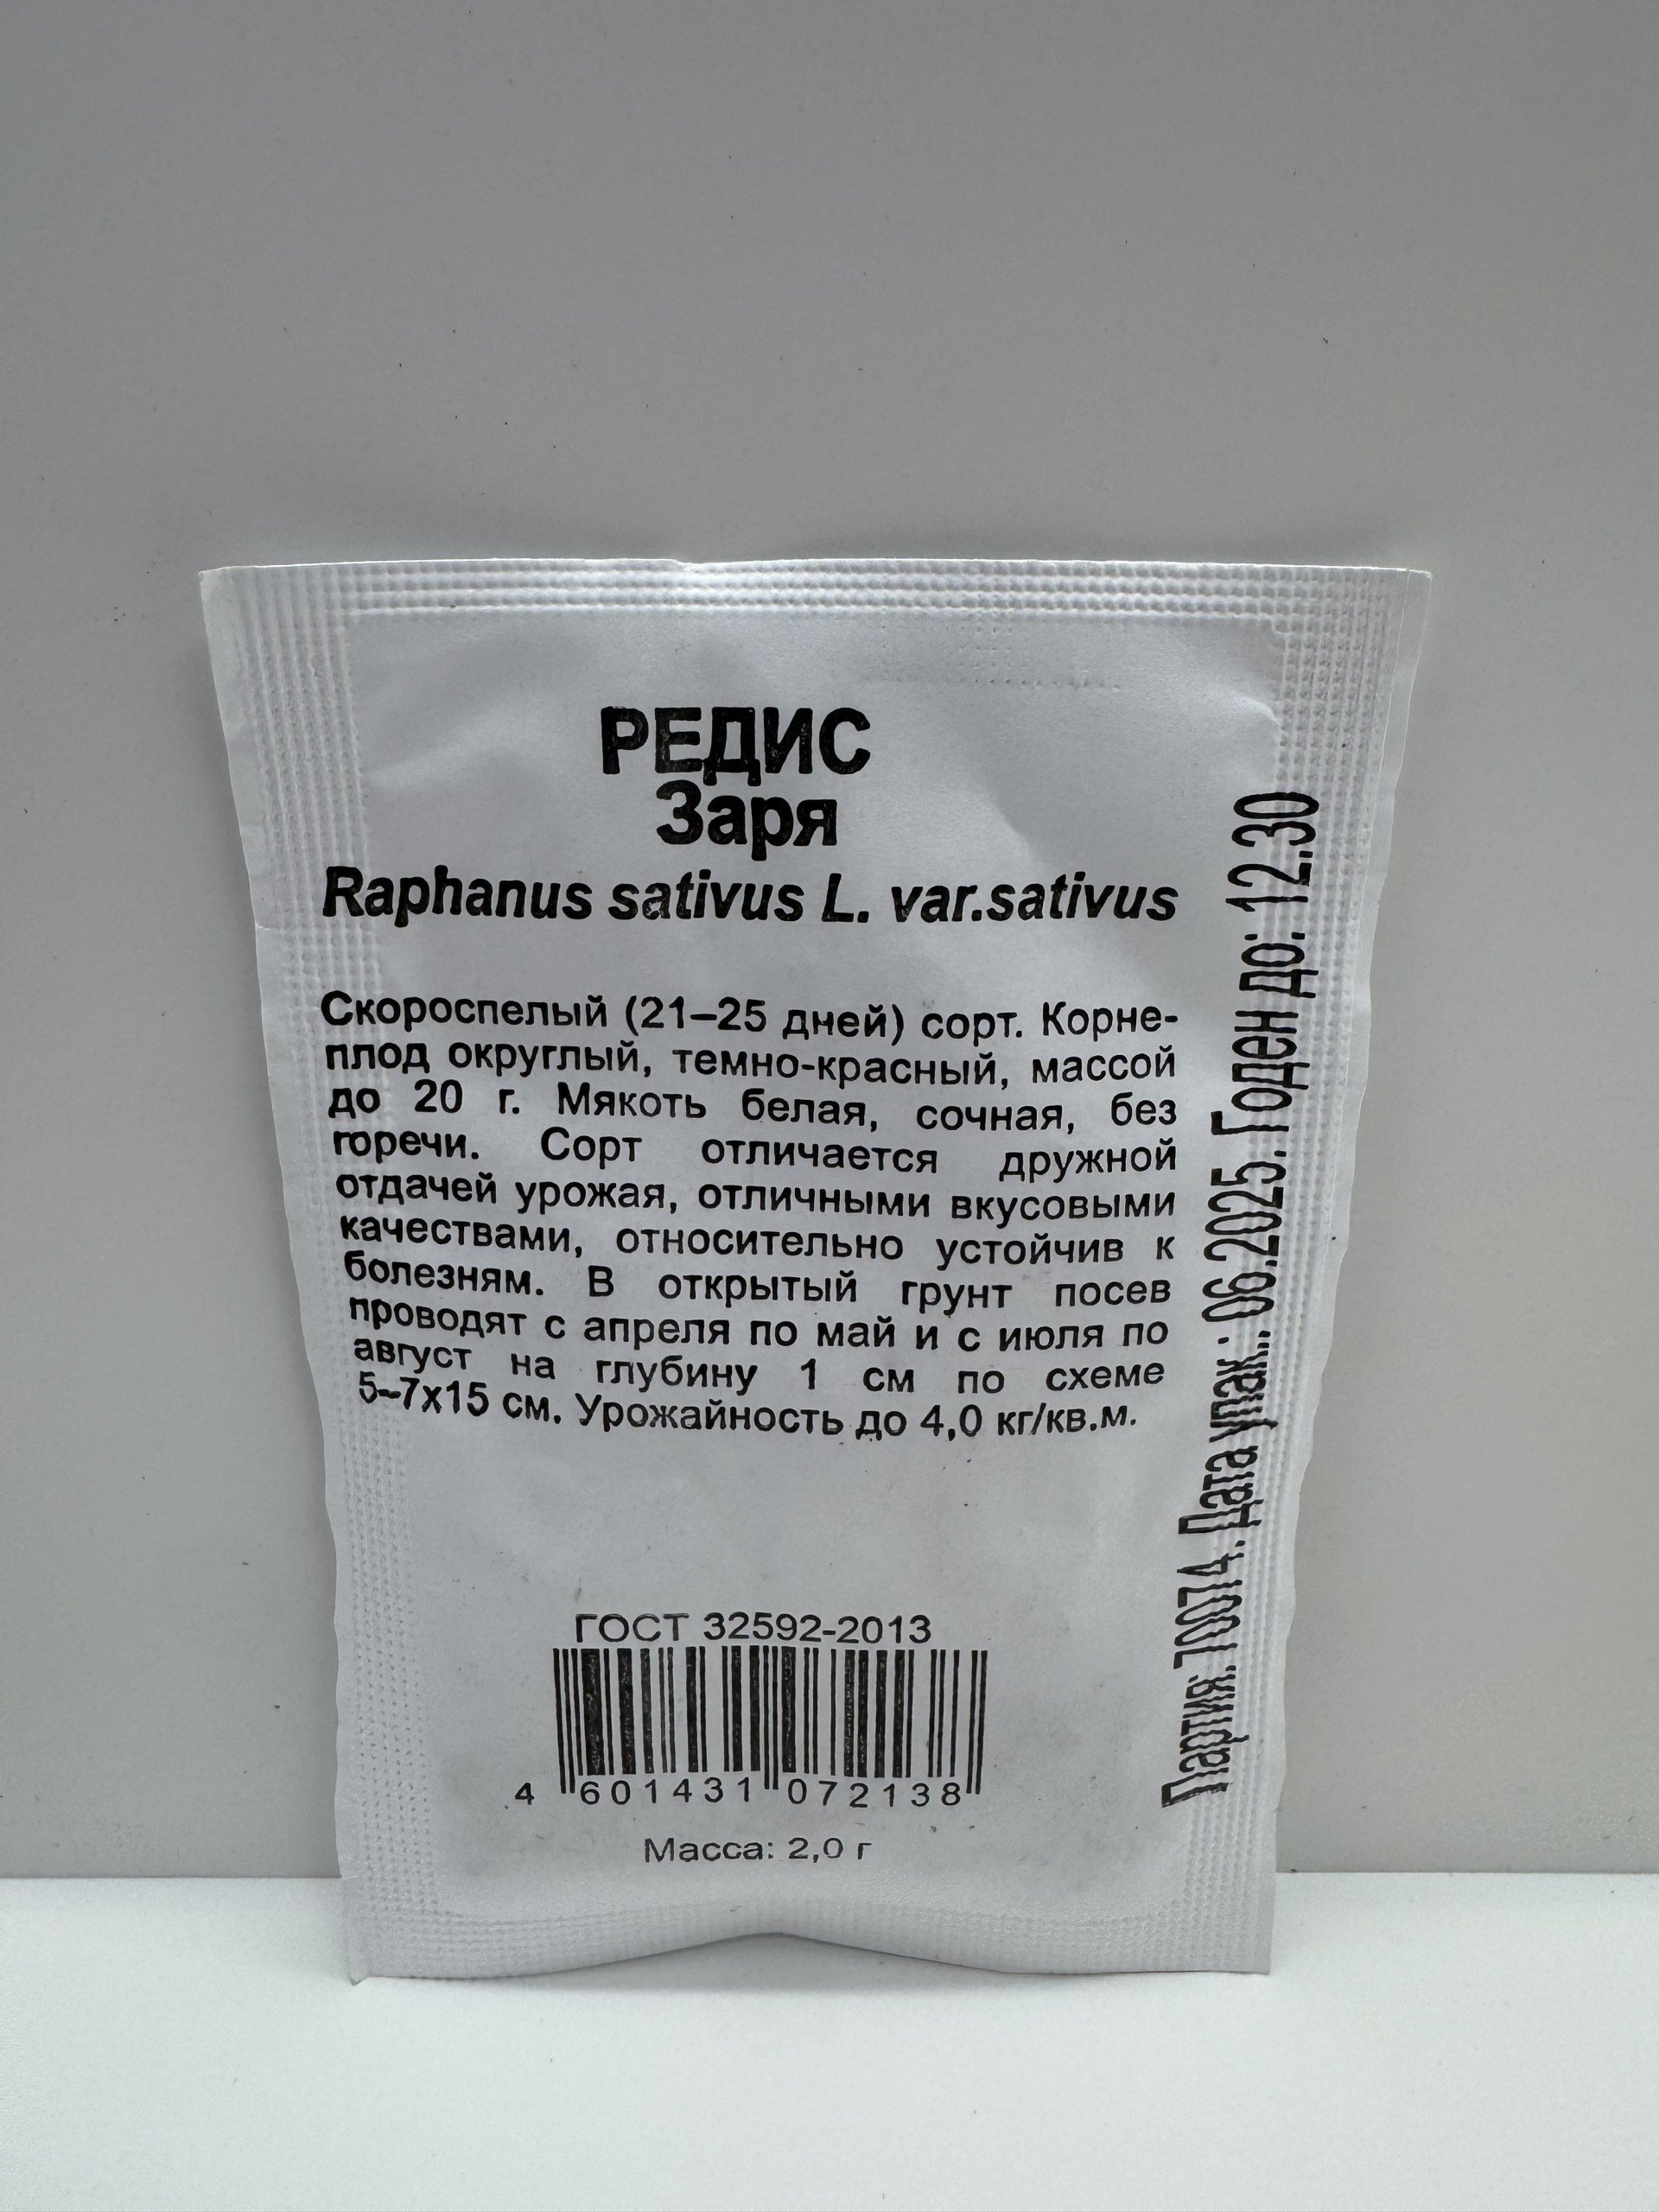 РЕДИС
Заря
Raphanus sativus L. var.sativus
Скороспелый (21–25 дней) сорт. Корне-
плод округлый, темно-красный, массой
до 20 г. Мякоть белая, сочная, без
горечи. Сорт отличается дружной
отдачей урожая, отличными вкусовыми
качествами, относительно устойчив к
болезням. В открытый грунт посев
проводят с апреля по май и с июля по
август на глубину 1 см по схеме
5–7х15 см. Урожайность до 4,0 кг/кв.м.
ГОСТ 32592-2013
4 601431 072138
Масса: 2,0 г
Партия: 70074. Дата упак.: 06.2025. Годен до: 12.30